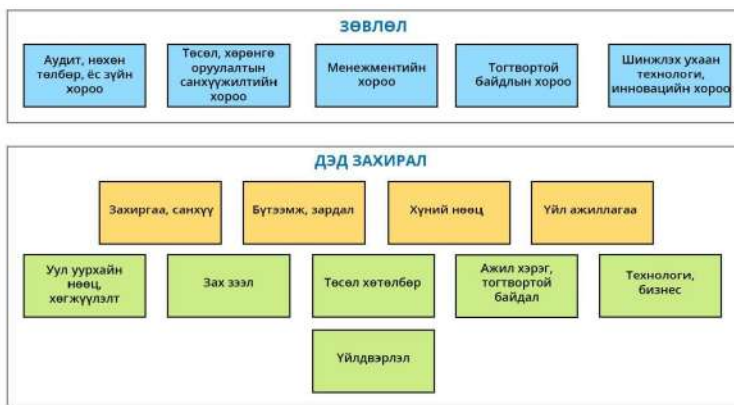 ЗӨВЛӨЛ
Аудит, нөхөн
төлбөр, ёс зүйн
хороо
Төсөл, хөрөнгө
оруулалтын
санхүүжилтийн
хороо
Менежментийн
хороо
Тогтвортой
байдлын хороо
Шинжлэх ухаан
технологи,
инновацийн хороо
ДЭД ЗАХИРАЛ
Захиргаа, санхүү
Бүтээмж, зардал
Хүний нөөц
Үйл ажиллагаа
Уул уурхайн
нөөц,
хөгжүүлэлт
Зах зээл
Төсөл хөтөлбөр
Ажил хэрэг,
тогтвортой
байдал
Технологи,
бизнес
Үйлдвэрлэл